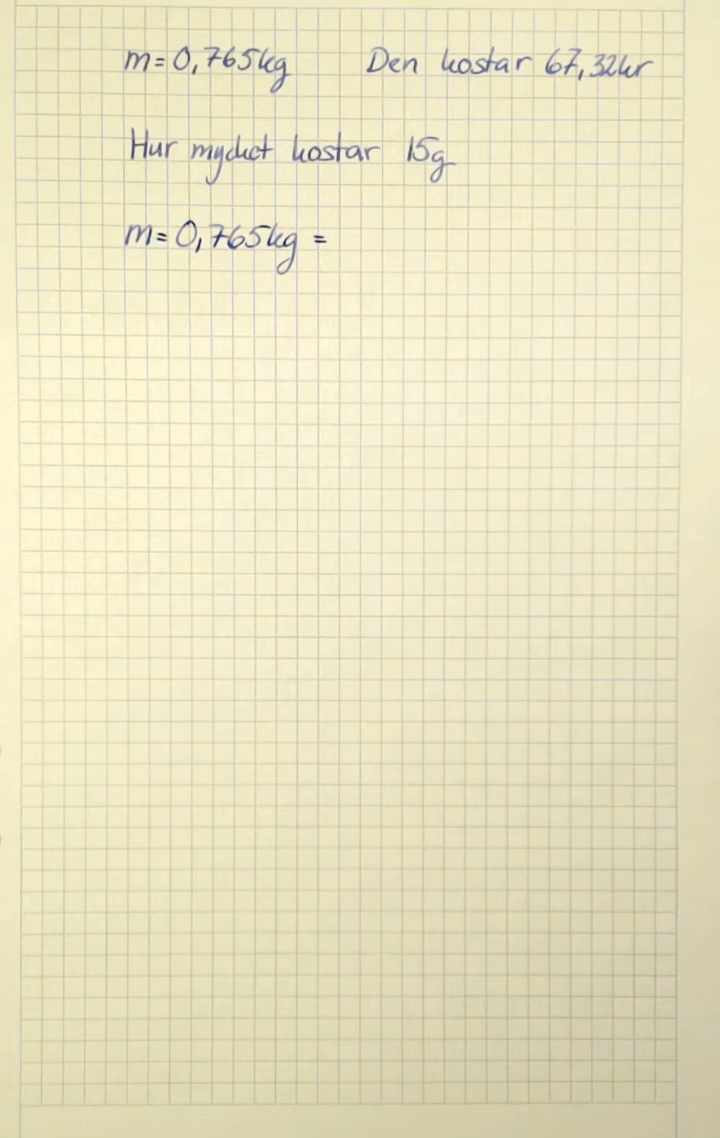 m = 0,765kg Den kostar 67,32kr
Hur mycket kostar 15g
m = 0,765kg =